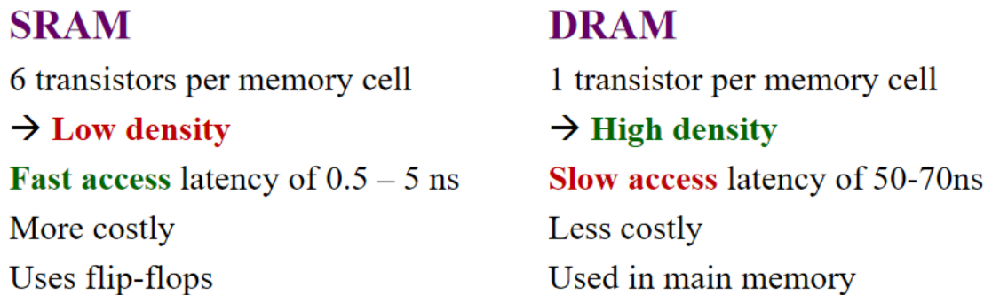 SRAM
6 transistors per memory cell
→ Low density
Fast access latency of 0.5 – 5 ns
More costly
Uses flip-flops
DRAM
1 transistor per memory cell
→ High density
Slow access latency of 50-70ns
Less costly
Used in main memory